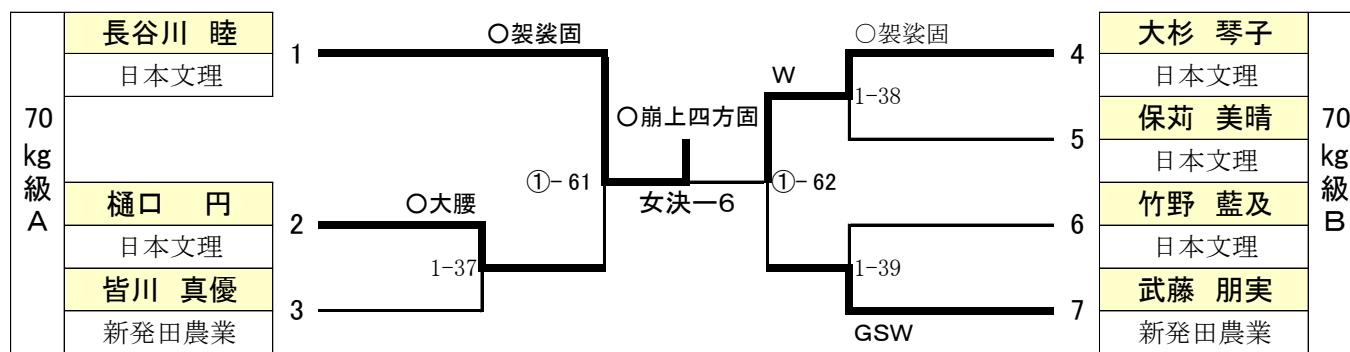 70
kg
級
A
長谷川 睦
日本文理
樋口 円
日本文理
皆川 真優
新発田農業
1
2
3
○袈裟固
○大腰
1-37
①-61
○崩上四方固
女決ー6
W
①-62
○袈裟固
1-38
1-39
GSW
4
5
6
7
大杉 琴子
日本文理
保苅 美晴
日本文理
竹野 藍及
日本文理
武藤 朋実
新発田農業
70
kg
級
B